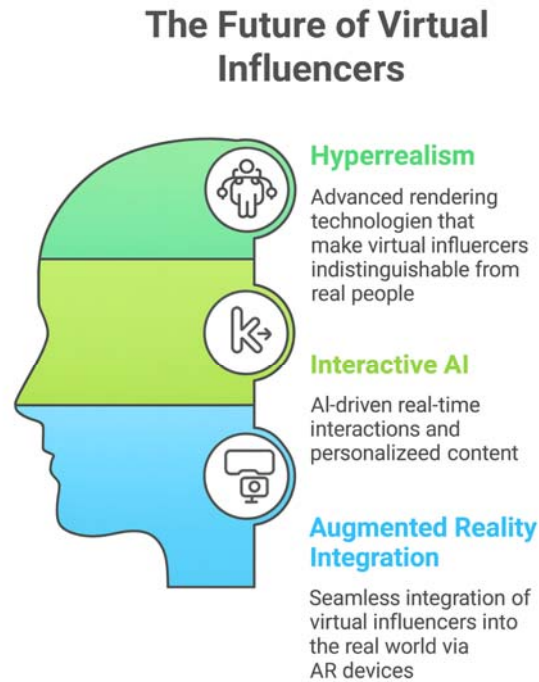 The Future of Virtual
Influencers
Hyperrealism
Advanced rendering
technologien that
make virtual influercers
indistinguishable from
real people
Interactive AI
AI-driven real-time
interactions and
personalizeed content
Augmented Reality
Integration
Seamless integration of
virtual influencers into
the real world via
AR devices